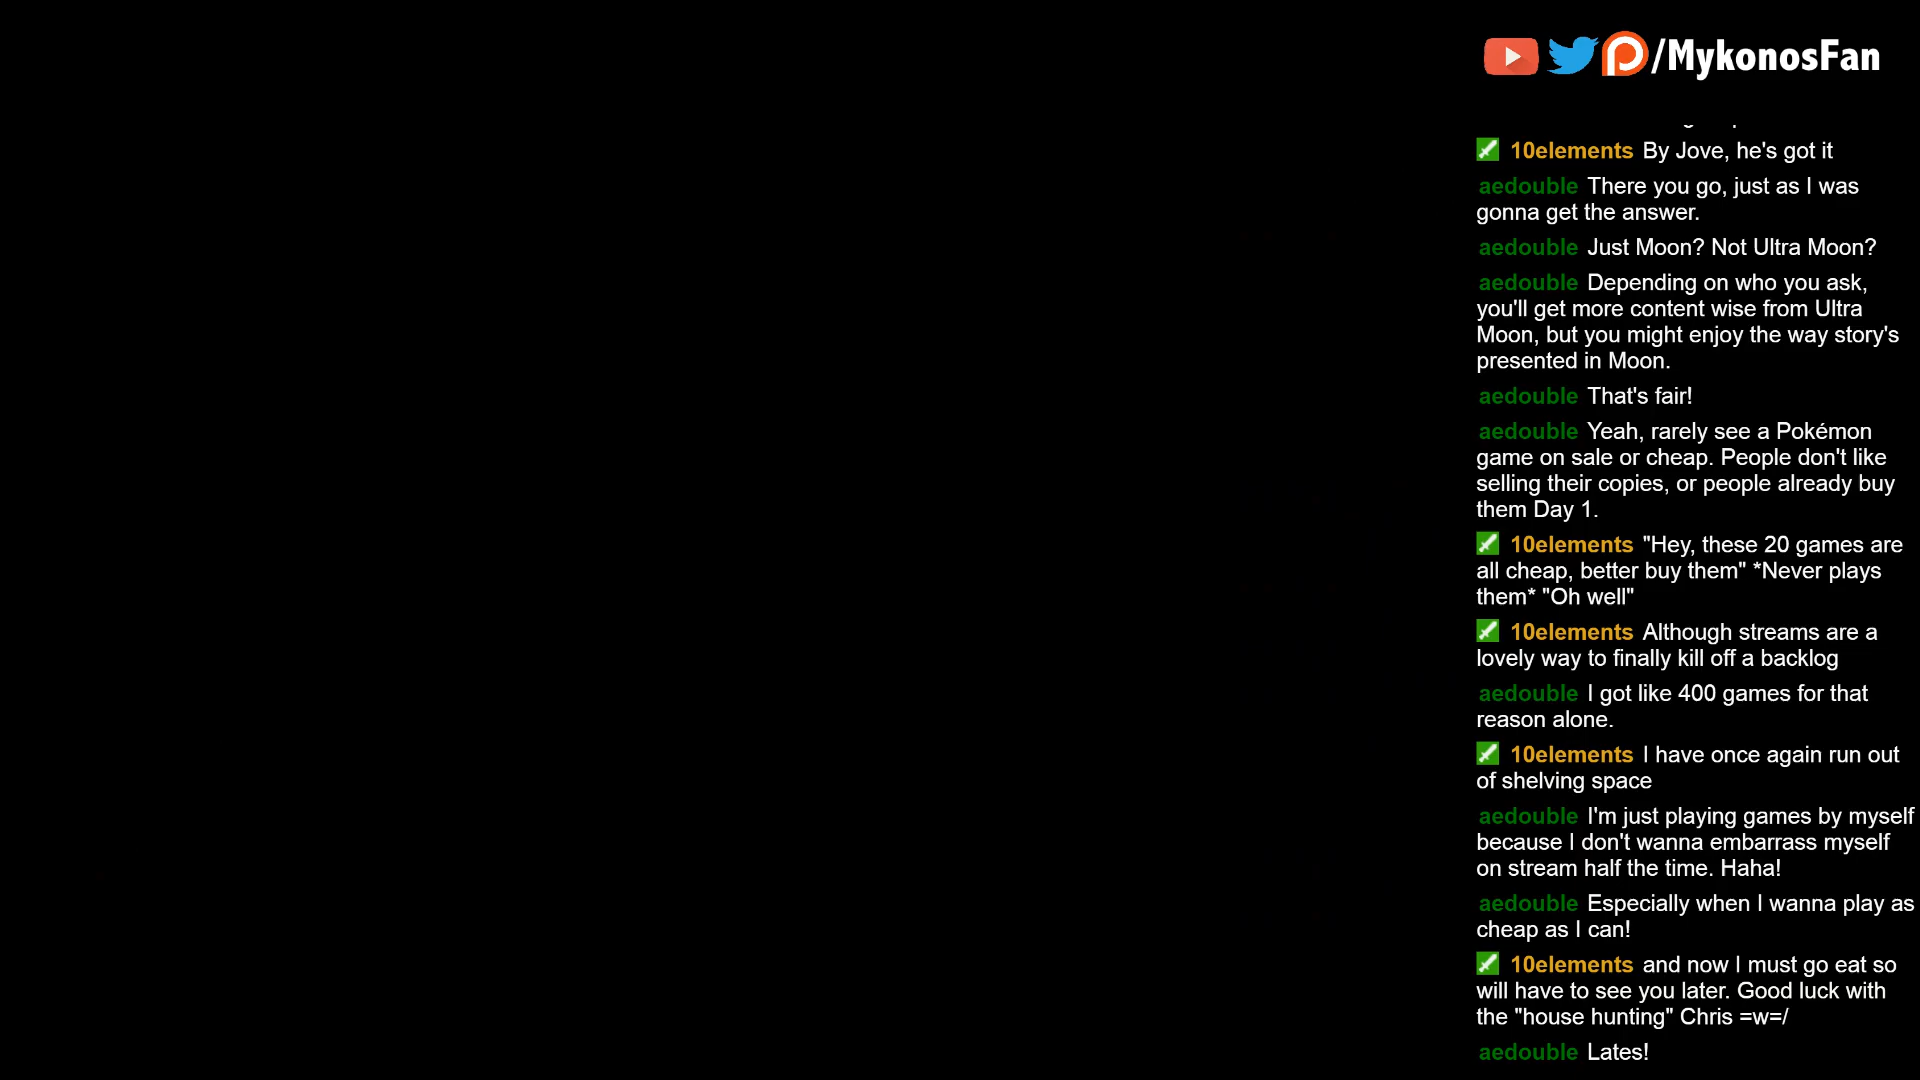 /MykonosFan
10elements By Jove, he's got it
aedouble There you go, just as I was
gonna get the answer.
aedouble Just Moon? Not Ultra Moon?
aedouble Depending on who you ask,
you'll get more content wise from Ultra
Moon, but you might enjoy the way story's
presented in Moon.
aedouble That's fair!
aedouble Yeah, rarely see a Pokémon
game on sale or cheap. People don't like
selling their copies, or people already buy
them Day 1.
10elements "Hey, these 20 games are
all cheap, better buy them" *Never plays
them* "Oh well"
10elements Although streams are a
lovely way to finally kill off a backlog
aedouble I got like 400 games for that
reason alone.
10elements I have once again run out
of shelving space
aedouble I'm just playing games by myself
because I don't wanna embarrass myself
on stream half the time. Haha!
aedouble Especially when I wanna play as
cheap as I can!
10elements and now I must go eat so
will have to see you later. Good luck with
the "house hunting" Chris =w=/
aedouble Lates!